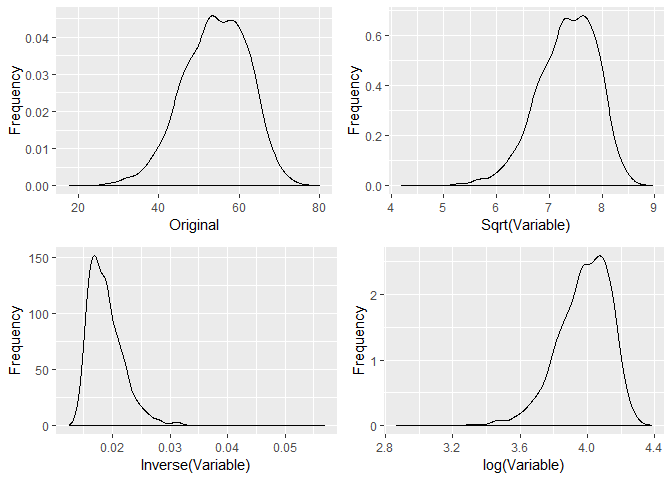 Frequency
0.04
0.03
0.02
0.01
0.00
20 40 60 80
Original
Frequency
0.6
0.4
0.2
0.0
4 5 6 7 8 9
Sqrt(Variable)
Frequency
150
100
50
0
0.02 0.03 0.04 0.05
Inverse(Variable)
Frequency
2
1
0
2.8 3.2 3.6 4.0 4.4
log(Variable)